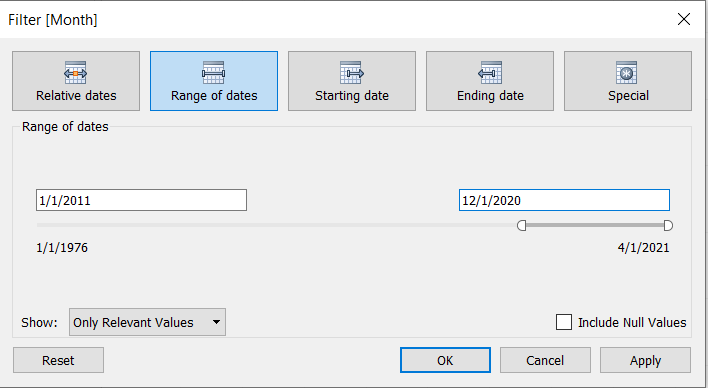 Filter [Month]
Relative dates
Range of dates
Starting date
Ending date
Special
Range of dates
1/1/2011
12/1/2020
1/1/1976
4/1/2021
Show:
Only Relevant Values
Include Null Values
Reset
OK
Cancel
Apply